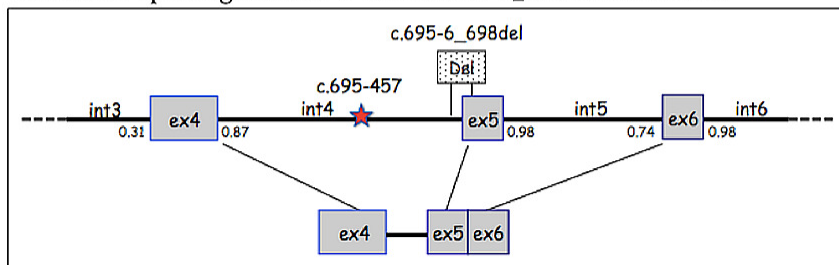 c.695-6_698del
Del
c.695-457
int3 int4 int5 int6
ex4 ex5 ex6
0.31 0.87 0.98 0.74 0.98
ex4 ex5 ex6